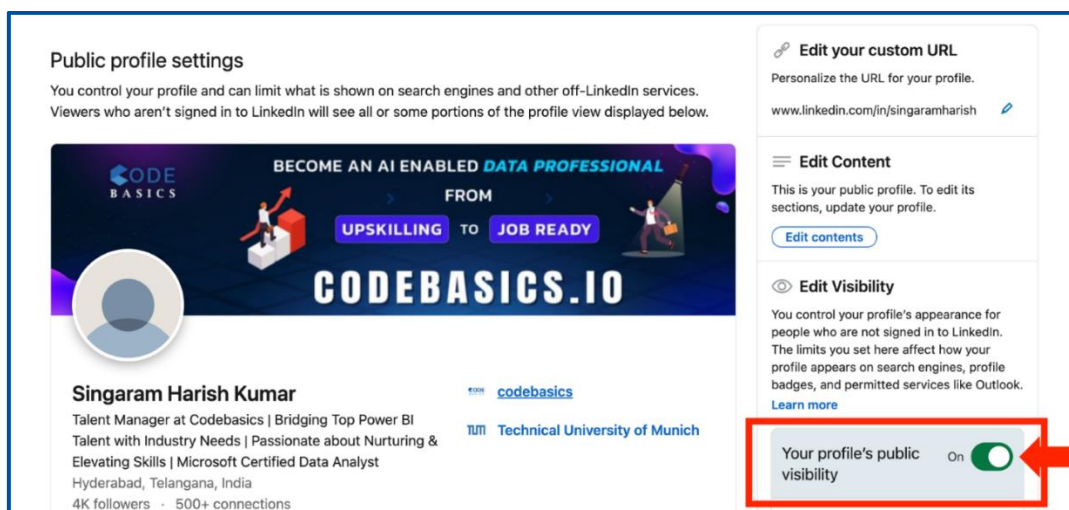 Public profile settings
You control your profile and can limit what is shown on search engines and other off-LinkedIn services.
Viewers who aren't signed in to LinkedIn will see all or some portions of the profile view displayed below.
CODE
BASICS
BECOME AN AI ENABLED DATA PROFESSIONAL
FROM
UPSKILLING TO JOB READY
CODEBASICS.IO
Singaram Harish Kumar
Talent Manager at Codebasics | Bridging Top Power BI
Talent with Industry Needs | Passionate about Nurturing &
Elevating Skills | Microsoft Certified Data Analyst
Hyderabad, Telangana, India
4K followers · 500+ connections
CODE codebasics
TUM Technical University of Munich
Edit your custom URL
Personalize the URL for your profile.
www.linkedin.com/in/singaramharish
Edit Content
This is your public profile. To edit its
sections, update your profile.
Edit contents
Edit Visibility
You control your profile's appearance for
people who are not signed in to LinkedIn.
The limits you set here affect how your
profile appears on search engines, profile
badges, and permitted services like Outlook.
Learn more
Your profile's public
visibility
On